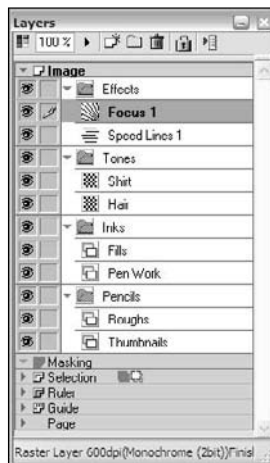 Layers
100 %
Image
Effects
Focus 1
Speed Lines 1
Tones
Shirt
Hair
Inks
Fills
Pen Work
Pencils
Roughs
Thumbnails
Masking
Selection
Ruler
Guide
Page
Raster Layer 600dpi(Monochrome (2bit))Finisl